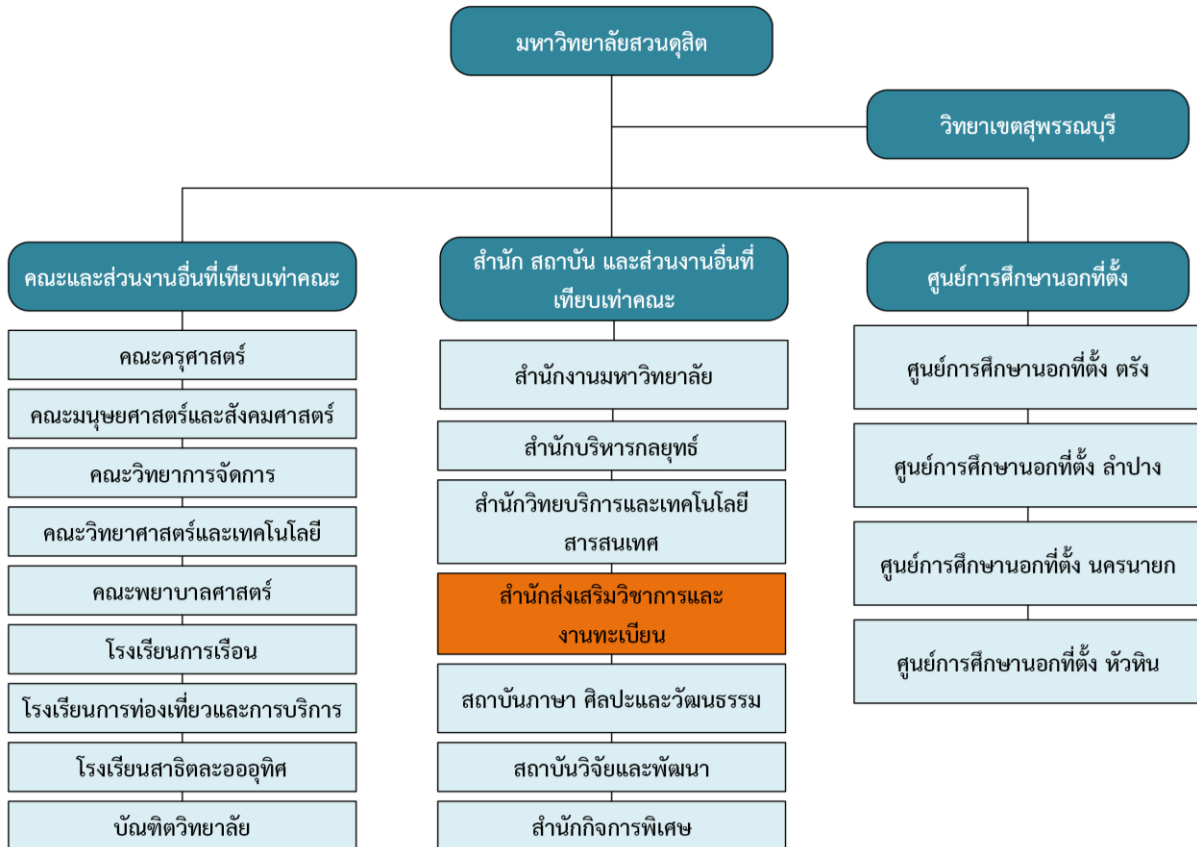 มหาวิทยาลัยสวนดุสิต
วิทยาเขตสุพรรณบุรี
คณะและส่วนงานอื่นที่เทียบเท่าคณะ
คณะครุศาสตร์
คณะมนุษยศาสตร์และสังคมศาสตร์
คณะวิทยาการจัดการ
คณะวิทยาศาสตร์และเทคโนโลยี
คณะพยาบาลศาสตร์
โรงเรียนการเรือน
โรงเรียนการท่องเที่ยวและการบริการ
โรงเรียนสาธิตละอออุทิศ
บัณฑิตวิทยาลัย
สำนัก สถาบัน และส่วนงานอื่นที่
เทียบเท่าคณะ
สำนักงานมหาวิทยาลัย
สำนักบริหารกลยุทธ์
สำนักวิทยบริการและเทคโนโลยี
สารสนเทศ
สำนักส่งเสริมวิชาการและ
งานทะเบียน
สถาบันภาษา ศิลปะและวัฒนธรรม
สถาบันวิจัยและพัฒนา
สำนักกิจการพิเศษ
ศูนย์การศึกษานอกที่ตั้ง
ศูนย์การศึกษานอกที่ตั้ง ตรัง
ศูนย์การศึกษานอกที่ตั้ง ลำปาง
ศูนย์การศึกษานอกที่ตั้ง นครนายก
ศูนย์การศึกษานอกที่ตั้ง หัวหิน